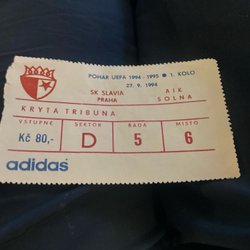 POHÁR UEFA 1994 - 1995 • 1. KOLO
27. 9. 1994
SK SLAVIA PRAHA
AIK SOLNA
KRYTÁ TRIBUNA
VSTUPNÉ SEKTOR ŘADA MÍSTO
Kč 80,- D 5 6
adidas